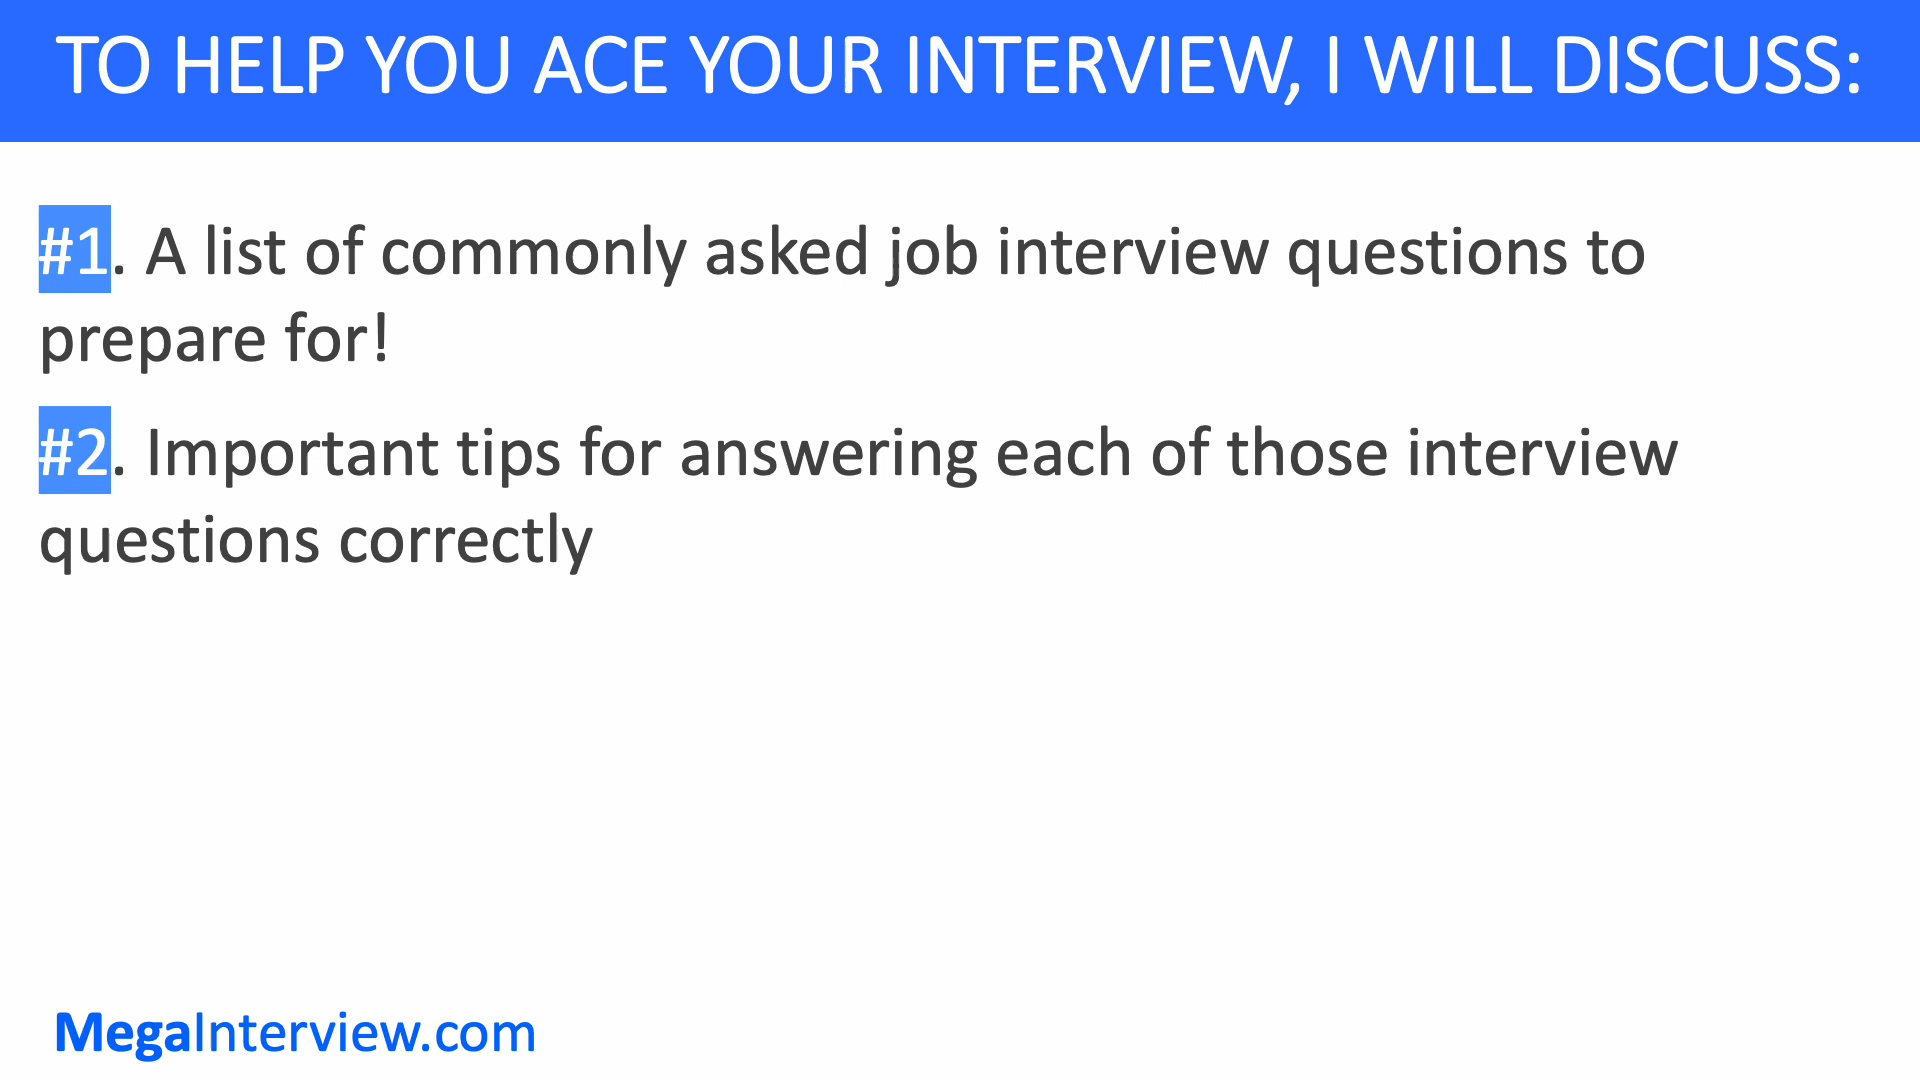 TO HELP YOU ACE YOUR INTERVIEW, I WILL DISCUSS:
#1. A list of commonly asked job interview questions to
prepare for!
#2. Important tips for answering each of those interview
questions correctly
MegaInterview.com